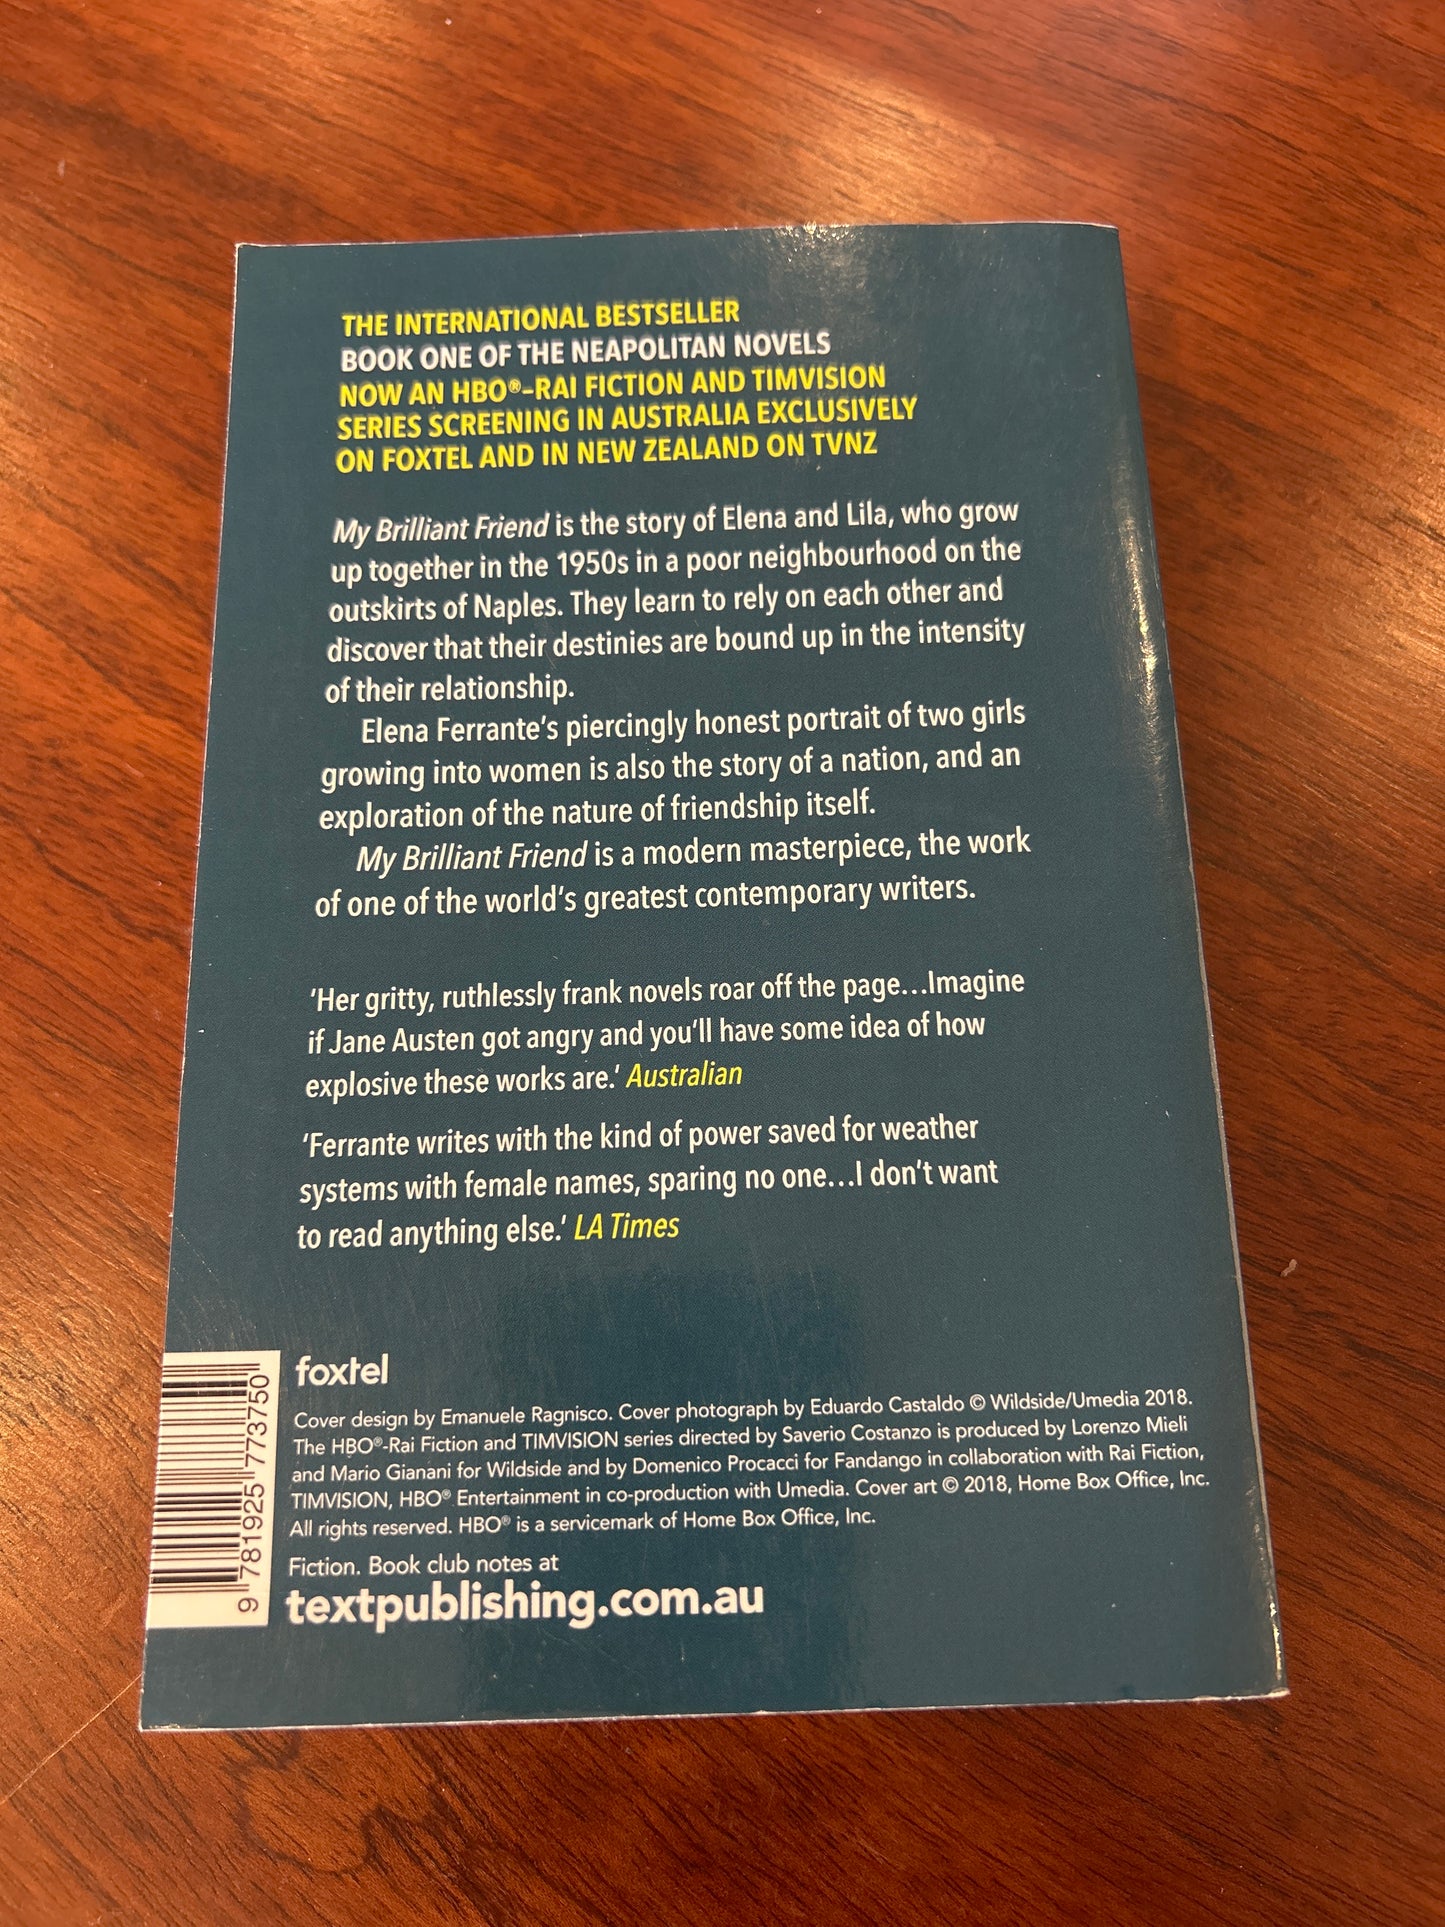 THE INTERNATIONAL BESTSELLER
BOOK ONE OF THE NEAPOLITAN NOVELS
NOW AN HBO®–RAI FICTION AND TIMVISION
SERIES SCREENING IN AUSTRALIA EXCLUSIVELY
ON FOXTEL AND IN NEW ZEALAND ON TVNZ
My Brilliant Friend is the story of Elena and Lila, who grow
up together in the 1950s in a poor neighbourhood on the
outskirts of Naples. They learn to rely on each other and
discover that their destinies are bound up in the intensity
of their relationship.
Elena Ferrante’s piercingly honest portrait of two girls
growing into women is also the story of a nation, and an
exploration of the nature of friendship itself.
My Brilliant Friend is a modern masterpiece, the work
of one of the world’s greatest contemporary writers.
‘Her gritty, ruthlessly frank novels roar off the page…Imagine
if Jane Austen got angry and you’ll have some idea of how
explosive these works are.’ Australian
‘Ferrante writes with the kind of power saved for weather
systems with female names, sparing no one…I don’t want
to read anything else.’ LA Times
foxtel
Cover design by Emanuele Ragnisco. Cover photograph by Eduardo Castaldo © Wildside/Umedia 2018.
The HBO®-Rai Fiction and TIMVISION series directed by Saverio Costanzo is produced by Lorenzo Mieli
and Mario Gianani for Wildside and by Domenico Procacci for Fandango in collaboration with Rai Fiction,
TIMVISION, HBO® Entertainment in co-production with Umedia. Cover art © 2018, Home Box Office, Inc.
All rights reserved. HBO® is a servicemark of Home Box Office, Inc.
Fiction. Book club notes at
textpublishing.com.au
9 781925 773750